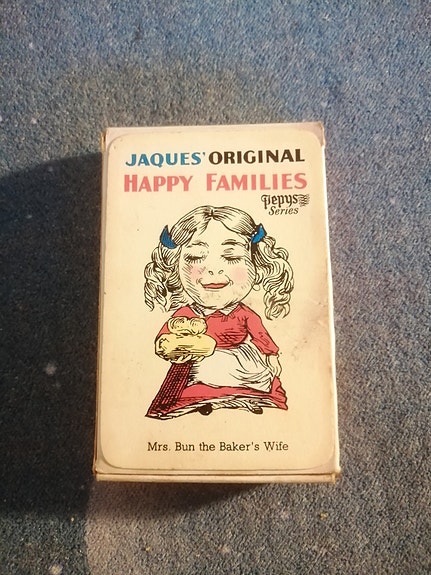 JAQUES' ORIGINAL
HAPPY FAMILIES
Pepys
Series
Mrs. Bun the Baker's Wife